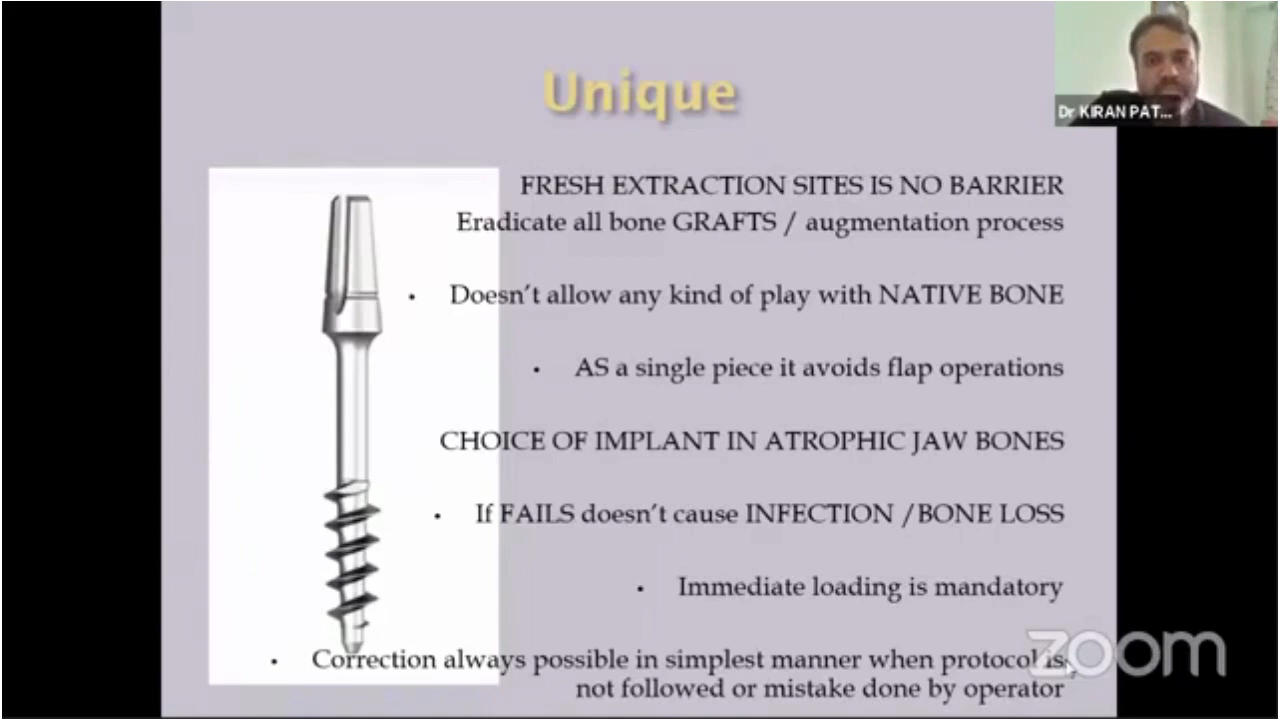 Unique
Dr KIRAN PAT...
FRESH EXTRACTION SITES IS NO BARRIER
Eradicate all bone GRAFTS / augmentation process
• Doesn't allow any kind of play with NATIVE BONE
• AS a single piece it avoids flap operations
CHOICE OF IMPLANT IN ATROPHIC JAW BONES
• If FAILS doesn't cause INFECTION /BONE LOSS
• Immediate loading is mandatory
• Correction always possible in simplest manner when protocol is,
not followed or mistake done by operator
zoom